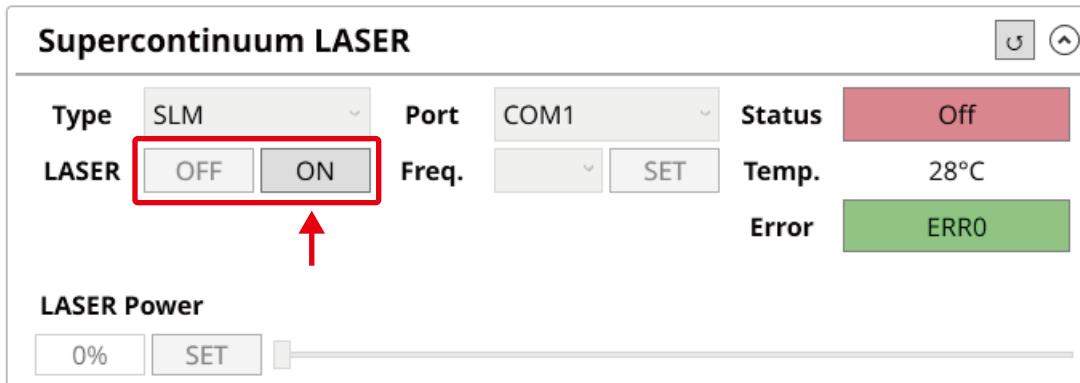 Supercontinuum LASER
Type SLM Port COM1 Status Off
LASER OFF ON Freq. SET Temp. 28°C
Error ERR0
LASER Power
0% SET